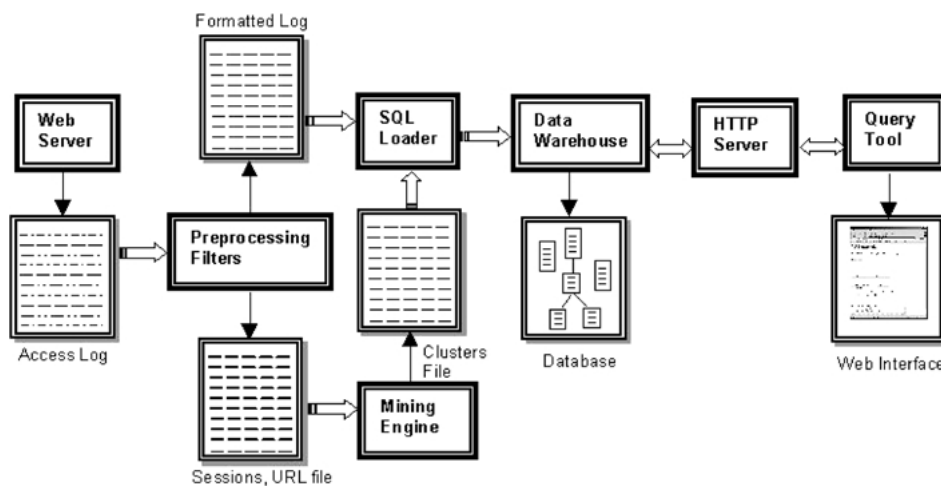 Formatted Log
Web
Server
SQL
Loader
Data
Warehouse
HTTP
Server
Query
Tool
Preprocessing
Filters
Access Log
Clusters
File
Database
Web Interface
Mining
Engine
Sessions, URL file